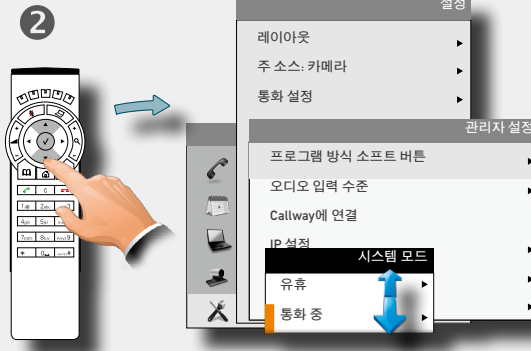 2
설정
레이아웃
주 소스: 카메라
통화 설정
관리자 설정
프로그램 방식 소프트 버튼
오디오 입력 수준
Callway에 연결
IP 설정
시스템 모드
유휴
통화 중
C